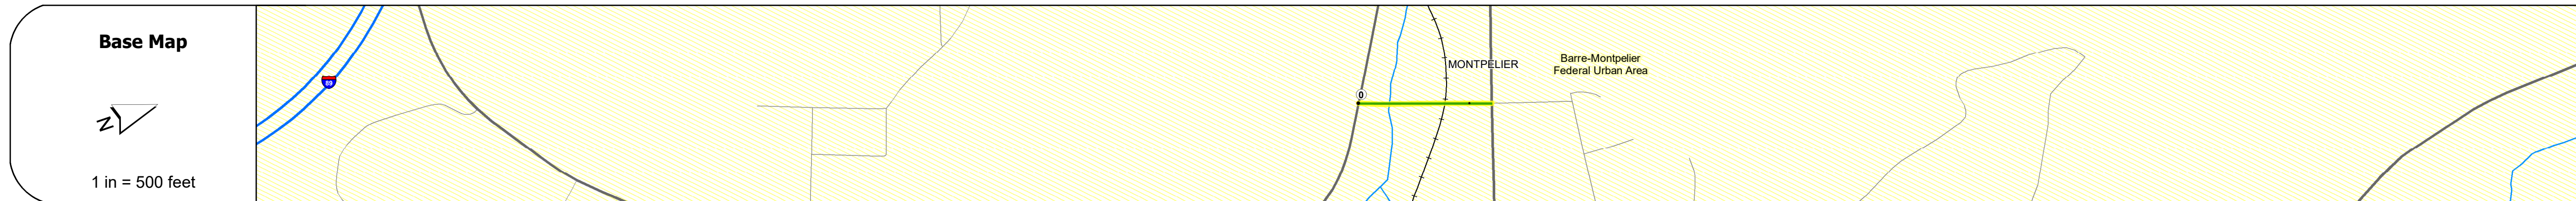 Base Map
N
1 in = 500 feet
89
0
MONTPELIER
Barre-Montpelier
Federal Urban Area